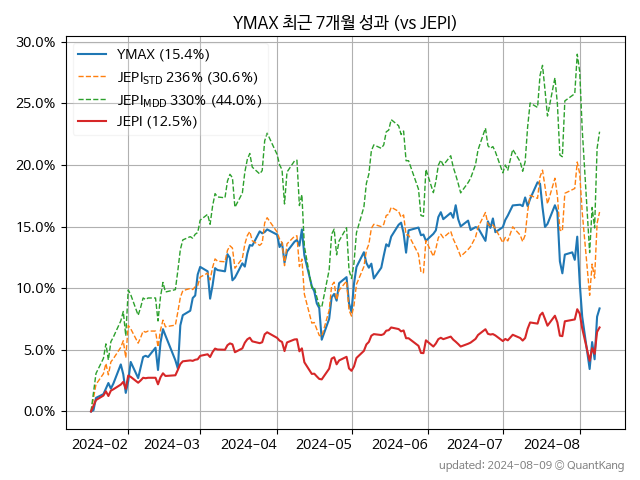 YMAX 최근 7개월 성과 (vs JEPI)
30.0%
25.0%
20.0%
15.0%
10.0%
5.0%
0.0%
YMAX (15.4%)
JEPI_STD 236% (30.6%)
JEPI_MDD 330% (44.0%)
JEPI (12.5%)
2024-02 2024-03 2024-04 2024-05 2024-06 2024-07 2024-08
updated: 2024-08-09 © QuantKang